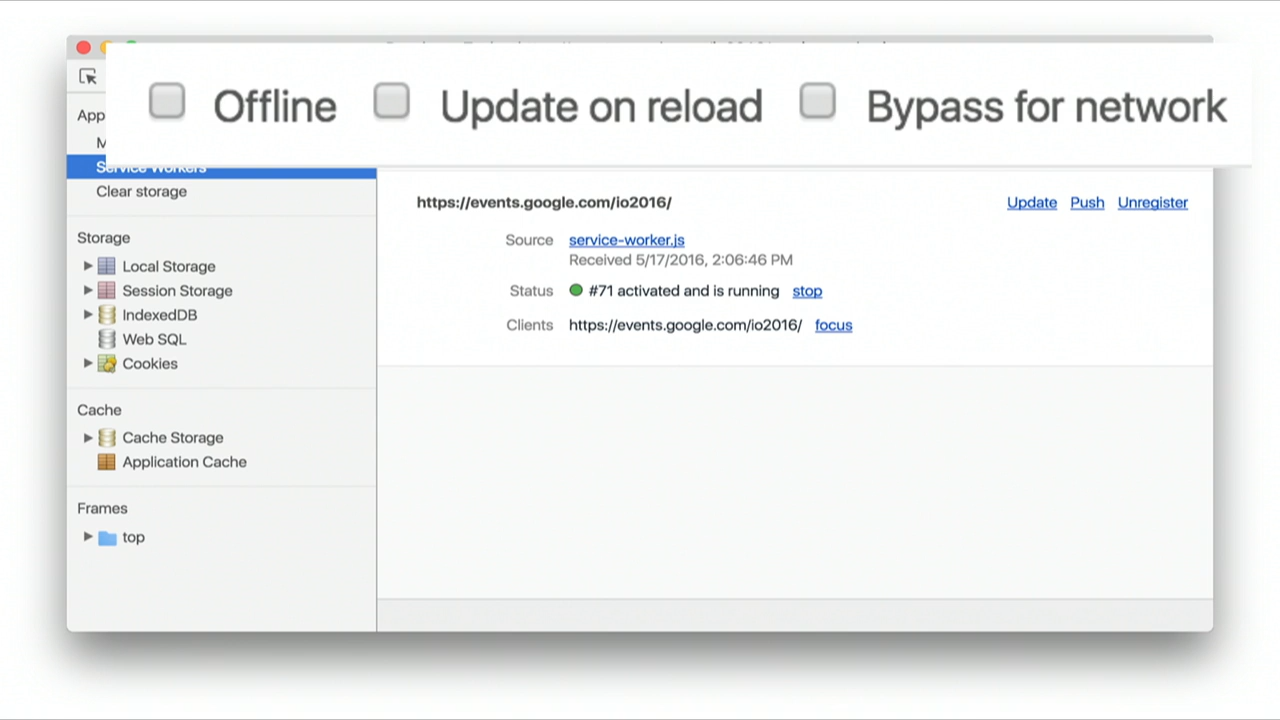 Offline Update on reload Bypass for network
App
M
Service Workers
Clear storage
Storage
Local Storage
Session Storage
IndexedDB
Web SQL
Cookies
Cache
Cache Storage
Application Cache
Frames
top
https://events.google.com/io2016/ Update Push Unregister
Source service-worker.js
Received 5/17/2016, 2:06:46 PM
Status #71 activated and is running stop
Clients https://events.google.com/io2016/ focus